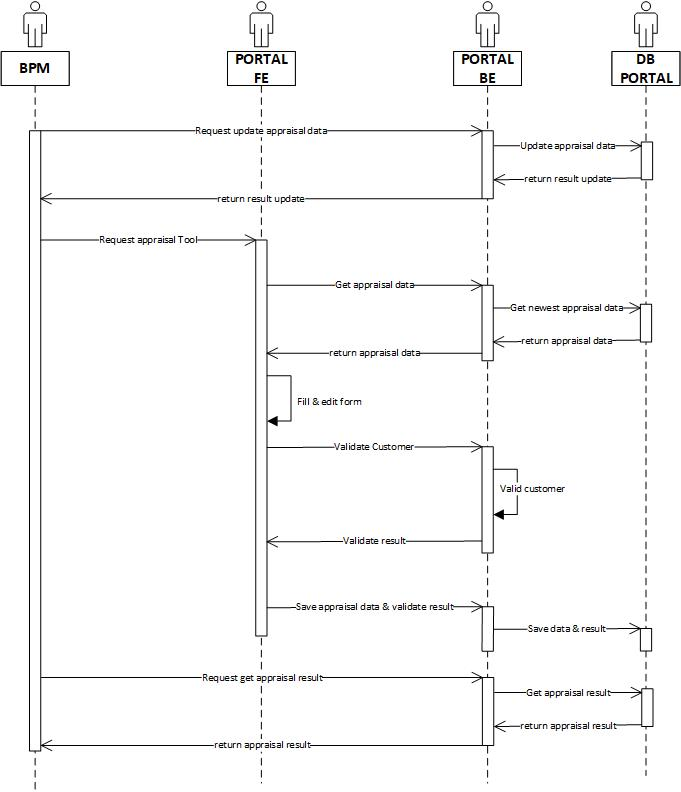 BPM
PORTAL
FE
PORTAL
BE
DB
PORTAL
Request update appraisal data
Update appraisal data
return result update
return result update
Request appraisal Tool
Get appraisal data
Get newest appraisal data
return appraisal data
return appraisal data
Fill & edit form
Validate Customer
Valid customer
Validate result
Save appraisal data & validate result
Save data & result
Request get appraisal result
Get appraisal result
return appraisal result
return appraisal result